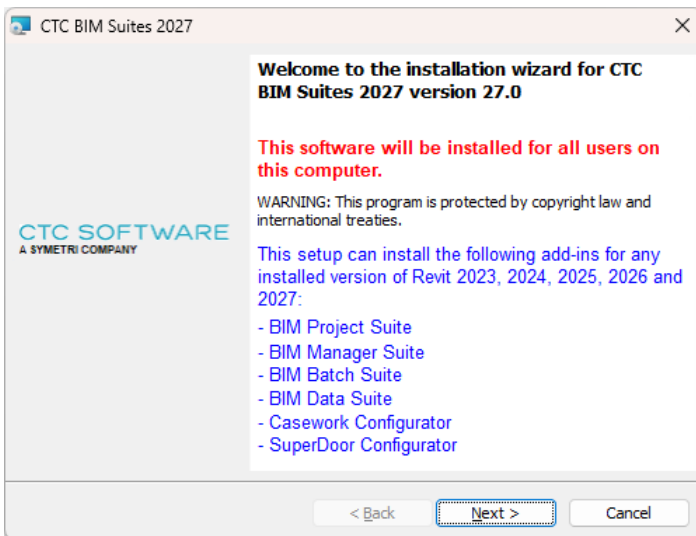 CTC BIM Suites 2027
Welcome to the installation wizard for CTC
BIM Suites 2027 version 27.0
This software will be installed for all users on
this computer.
WARNING: This program is protected by copyright law and
international treaties.
CTC SOFTWARE
A SYMETRI COMPANY
This setup can install the following add-ins for any
installed version of Revit 2023, 2024, 2025, 2026 and
2027:
- BIM Project Suite
- BIM Manager Suite
- BIM Batch Suite
- BIM Data Suite
- Casework Configurator
- SuperDoor Configurator
< Back
Next >
Cancel